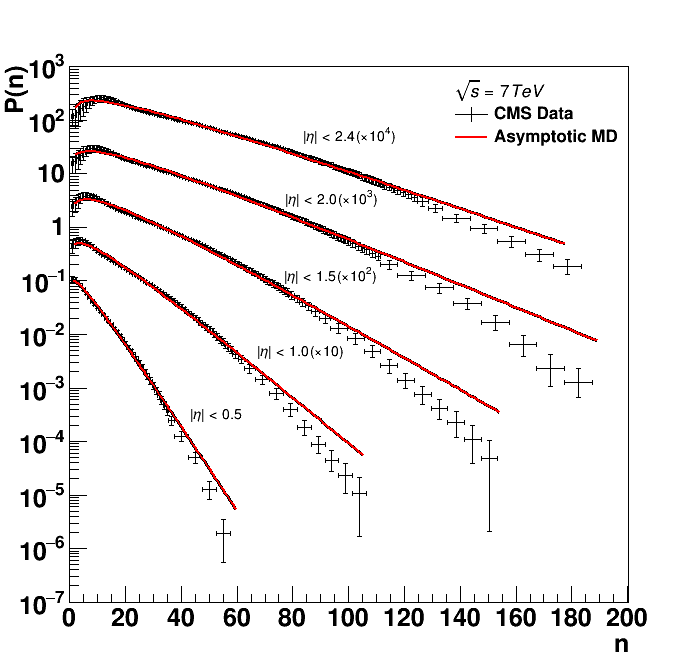 P(n)
10³
10²
10
1
10⁻¹
10⁻²
10⁻³
10⁻⁴
10⁻⁵
10⁻⁶
10⁻⁷
√s = 7TeV
CMS Data
Asymptotic MD
|η| < 2.4(×10⁴)
|η| < 2.0(×10³)
|η| < 1.5(×10²)
|η| < 1.0(×10)
|η| < 0.5
0 20 40 60 80 100 120 140 160 180 200
n